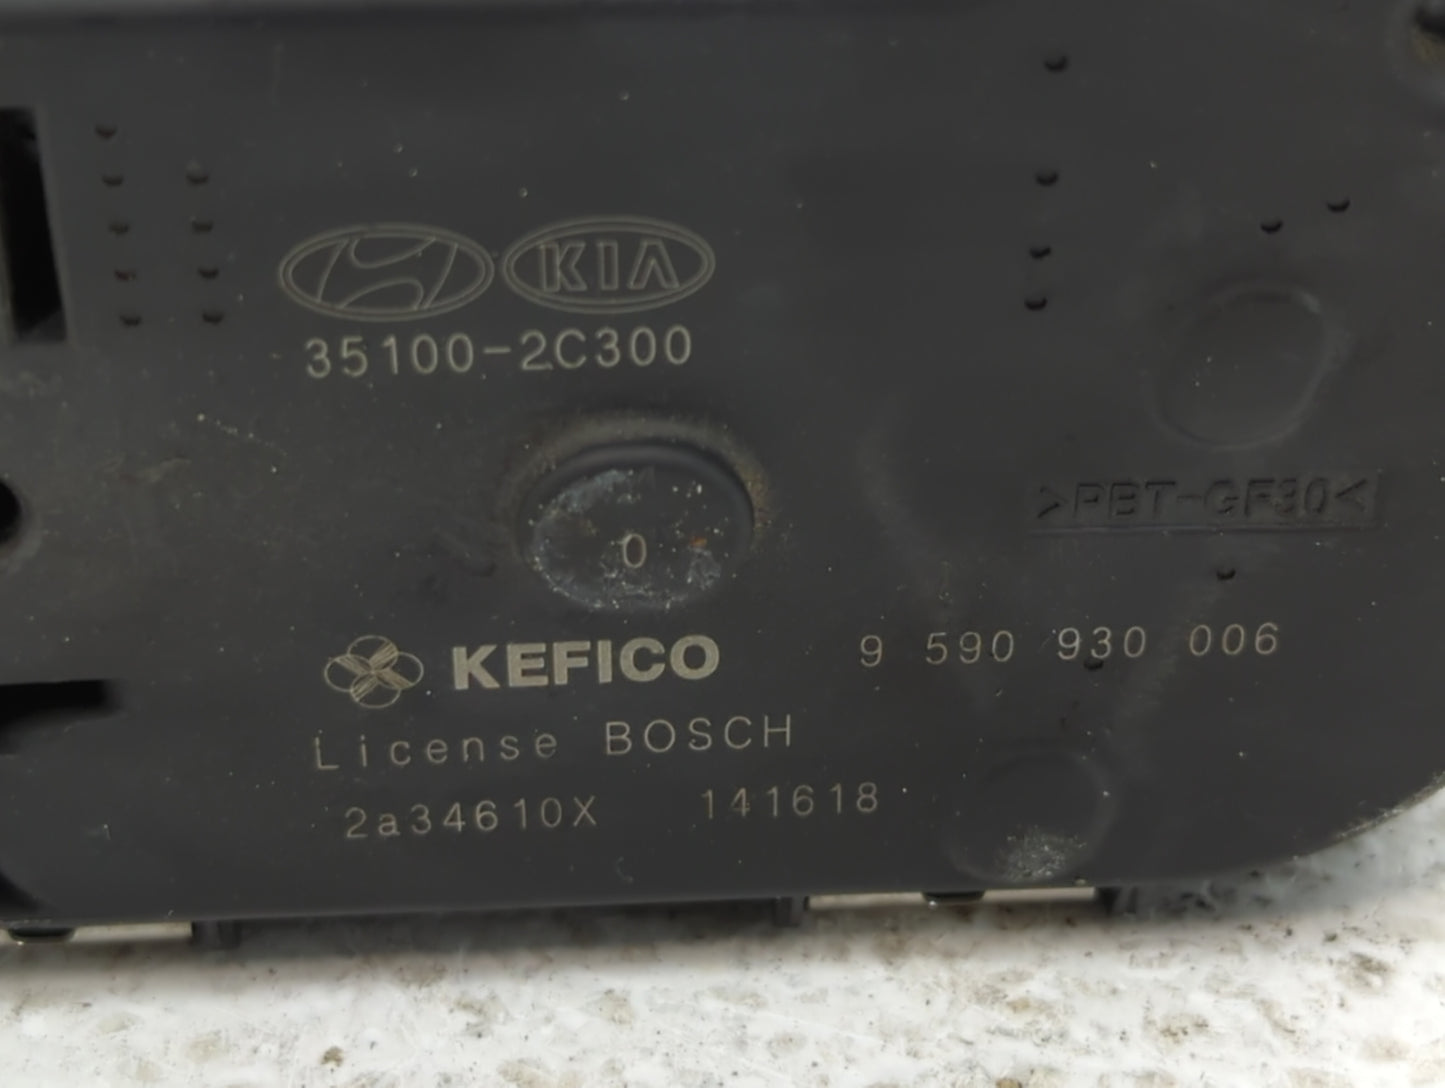 KIA
35100-2C300
0
>PBT-GF30<
KEFICO 9 590 930 006
License BOSCH
2a34610X 141618